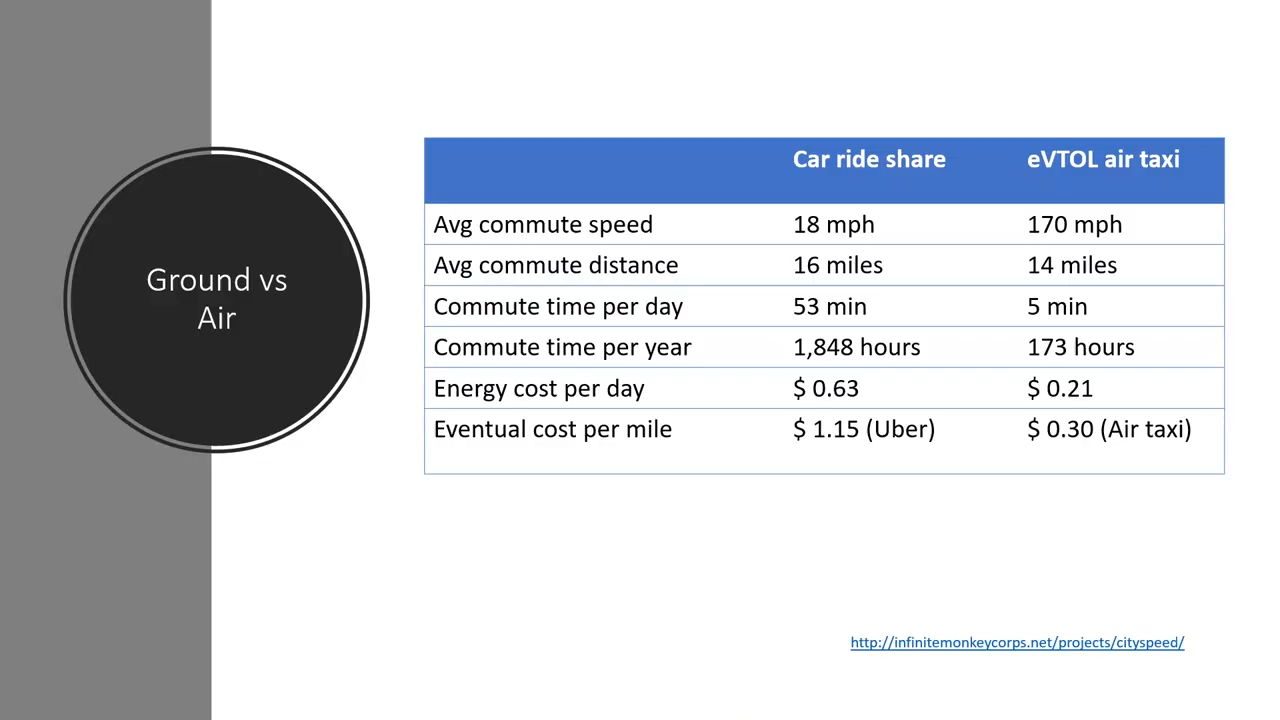 Ground vs
Air
Car ride share eVTOL air taxi
Avg commute speed 18 mph 170 mph
Avg commute distance 16 miles 14 miles
Commute time per day 53 min 5 min
Commute time per year 1,848 hours 173 hours
Energy cost per day $ 0.63 $ 0.21
Eventual cost per mile $ 1.15 (Uber) $ 0.30 (Air taxi)
http://infinitemonkeycorps.net/projects/cityspeed/